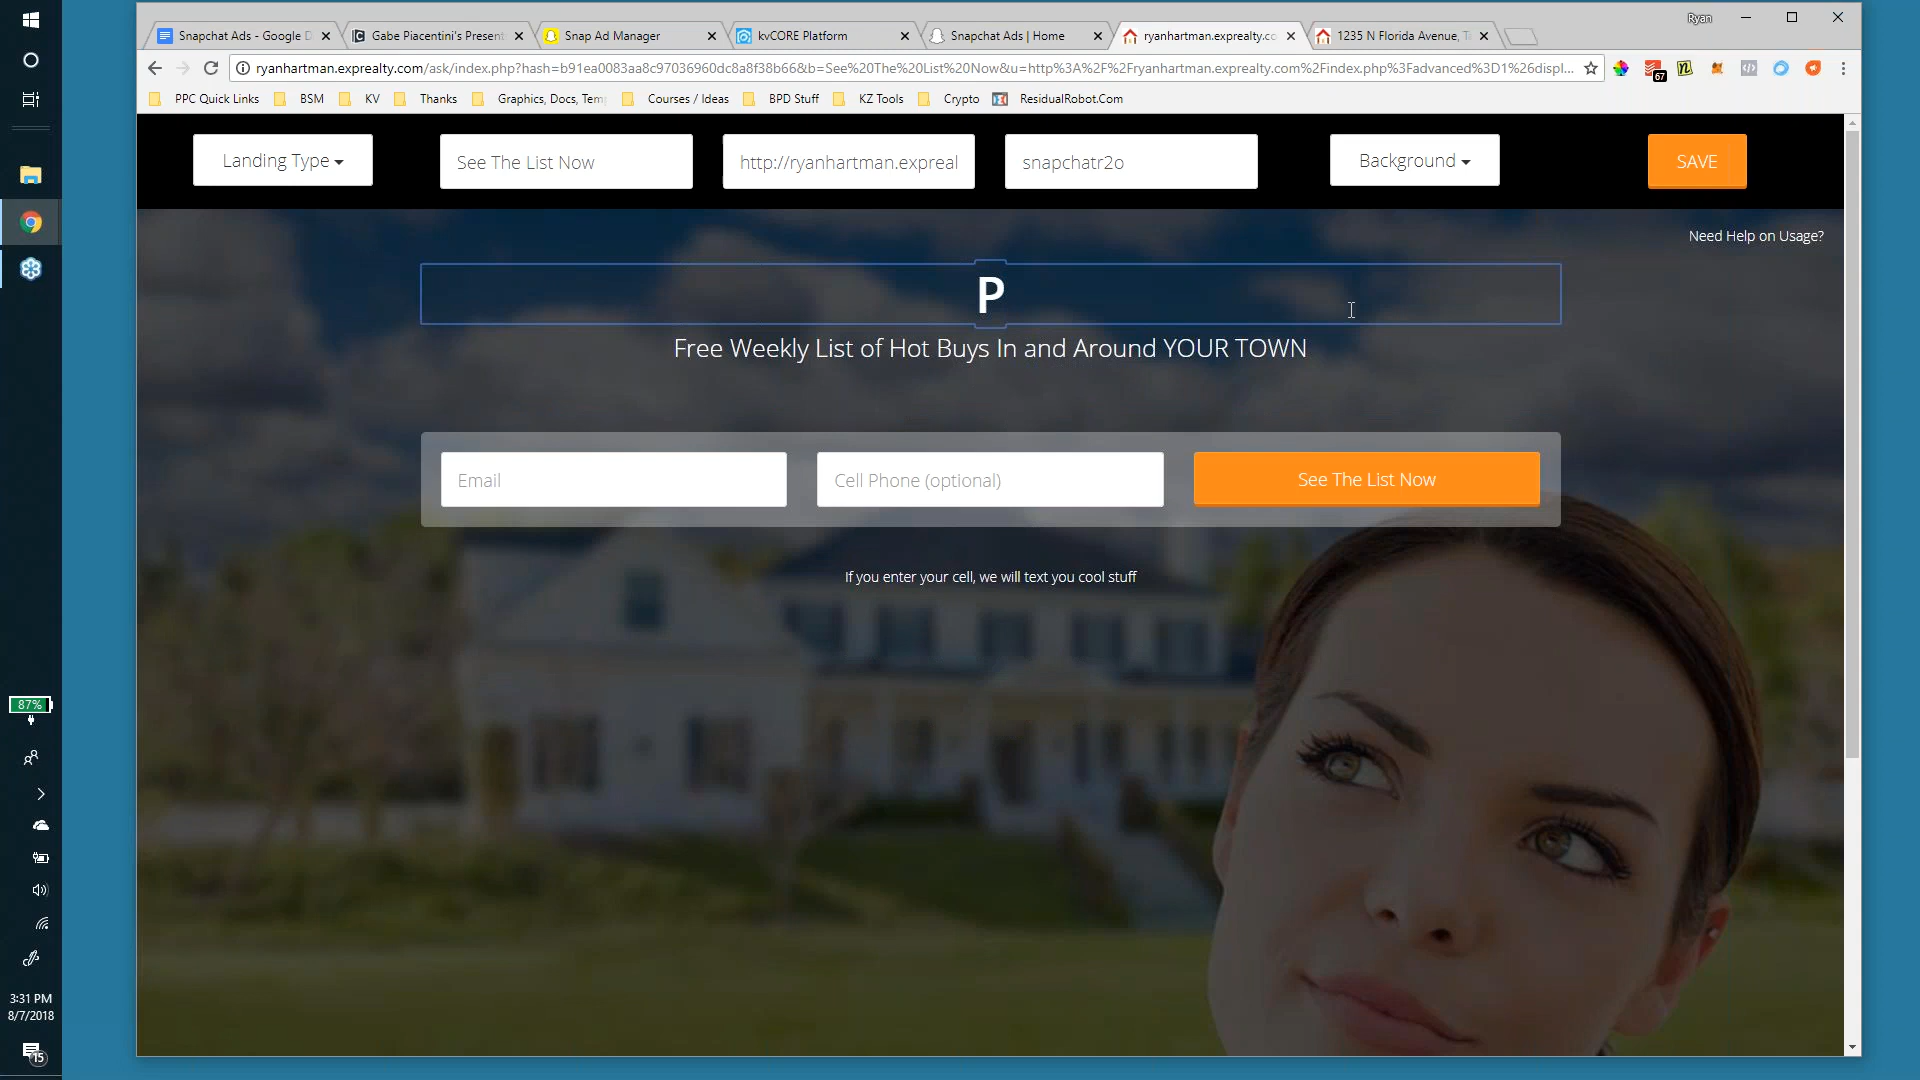 Ryan
Snapchat Ads - Google D
Gabe Piacentini's Present
Snap Ad Manager
kvCORE Platform
Snapchat Ads | Home
ryanhartman.exprealty.co
1235 N Florida Avenue, T
ryanhartman.exprealty.com/ask/index.php?hash=b91ea0083aa8c97036960dc8a8f38b66&b=See%20The%20List%20Now&u=http%3A%2F%2Fryanhartman.exprealty.com%2Findex.php%3Fadvanced%3D1%26displ...
67
PPC Quick Links
BSM
KV
Thanks
Graphics, Docs, Tem
Courses / Ideas
BPD Stuff
KZ Tools
Crypto
ResidualRobot.Com
Landing Type
See The List Now
http://ryanhartman.expreal
snapchatr2o
Background
SAVE
Need Help on Usage?
P
Free Weekly List of Hot Buys In and Around YOUR TOWN
Email
Cell Phone (optional)
See The List Now
If you enter your cell, we will text you cool stuff
87%
3:31 PM
8/7/2018
15